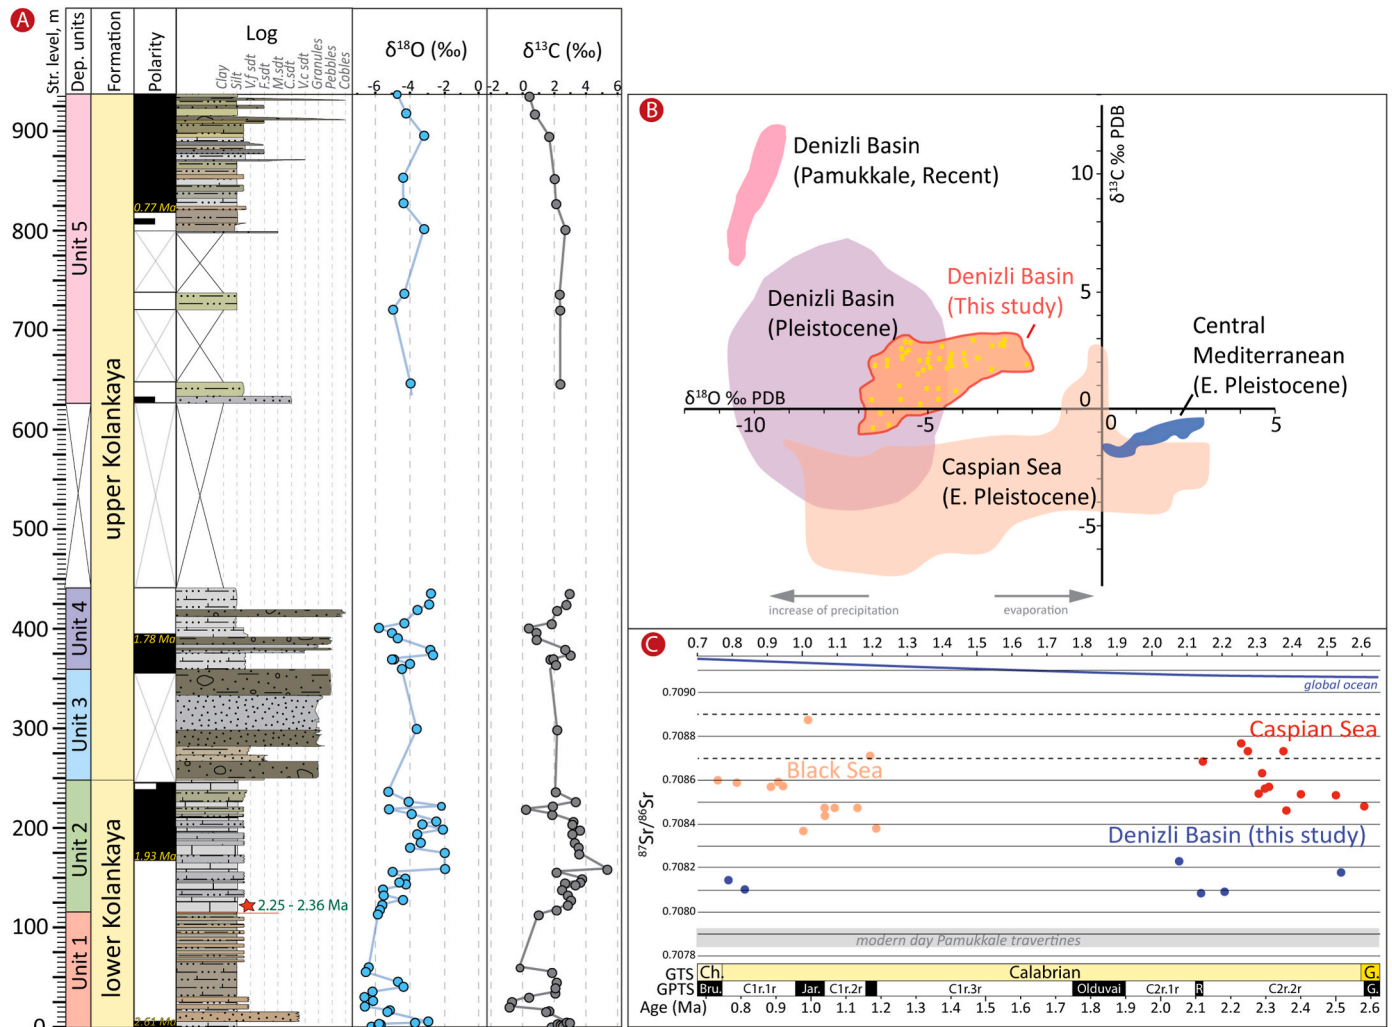 A
Str. level, m
Dep. units
Formation
Polarity
Log
Clay
Silt
V.f sdt
F.sdt
M.sdt
C.sdt
V.c sdt
Granules
Pebbles
Cobles
δ18O (‰)
-6 -4 -2 0
δ13C (‰)
-2 0 2 4 6
900
800
700
600
500
400
300
200
100
0
Unit 5
Unit 4
Unit 3
Unit 2
Unit 1
upper Kolankaya
lower Kolankaya
0.77 Ma
1.78 Ma
1.93 Ma
2.61 Ma
2.25 - 2.36 Ma
B
Denizli Basin
(Pamukkale, Recent)
10
δ13C ‰ PDB
Denizli Basin
(Pleistocene)
Denizli Basin
(This study)
5
Central
Mediterranean
(E. Pleistocene)
δ18O ‰ PDB
0
-10 -5 0 5
Caspian Sea
(E. Pleistocene)
-5
increase of precipitation
evaporation
C
0.7 0.8 0.9 1.0 1.1 1.2 1.3 1.4 1.5 1.6 1.7 1.8 1.9 2.0 2.1 2.2 2.3 2.4 2.5 2.6
global ocean
0.7090
0.7088
0.7086
0.7084
0.7082
0.7080
0.7078
87Sr/86Sr
Caspian Sea
Black Sea
Denizli Basin (this study)
modern day Pamukkale travertines
GTS Ch. Calabrian G.
GPTS Bru. C1r.1r Jar. C1r.2r C1r.3r Olduvai C2r.1r R C2r.2r G.
Age (Ma) 0.8 0.9 1.0 1.1 1.2 1.3 1.4 1.5 1.6 1.7 1.8 1.9 2.0 2.1 2.2 2.3 2.4 2.5 2.6